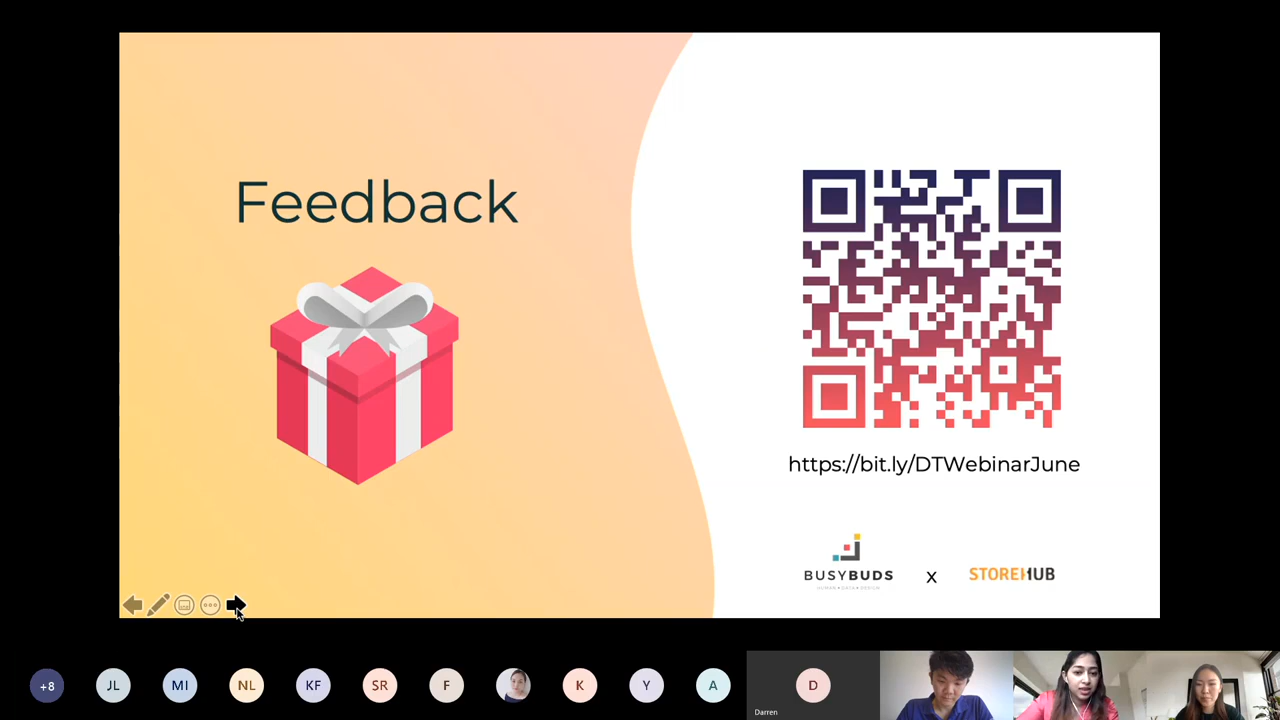 Feedback
https://bit.ly/DTWebinarJune
BUSYBUDS
x
STOREHUB
+8
JL
MI
NL
KF
SR
F
K
Y
A
D
Darren